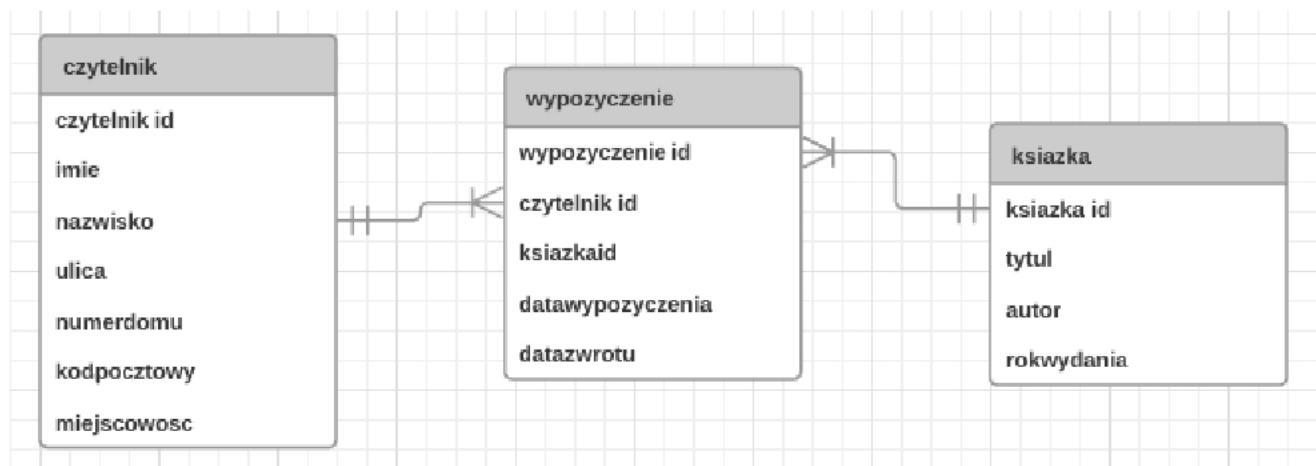 czytelnik
czytelnik id
imie
nazwisko
ulica
numerdomu
kodpocztowy
miejscowosc
wypozyczenie
wypozyczenie id
czytelnik id
ksiazkaid
datawypozyczenia
datazwrotu
ksiazka
ksiazka id
tytul
autor
rokwydania